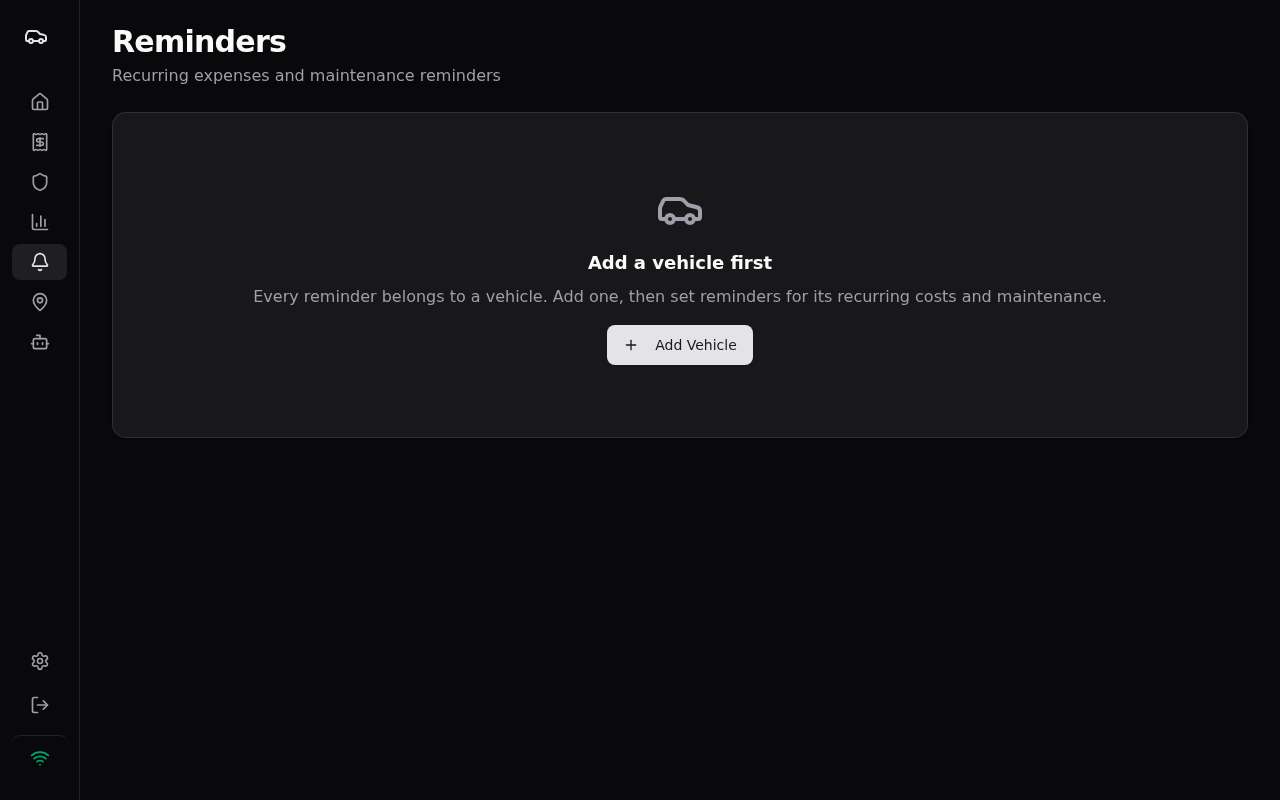 Reminders
Recurring expenses and maintenance reminders
Add a vehicle first
Every reminder belongs to a vehicle. Add one, then set reminders for its recurring costs and maintenance.
Add Vehicle